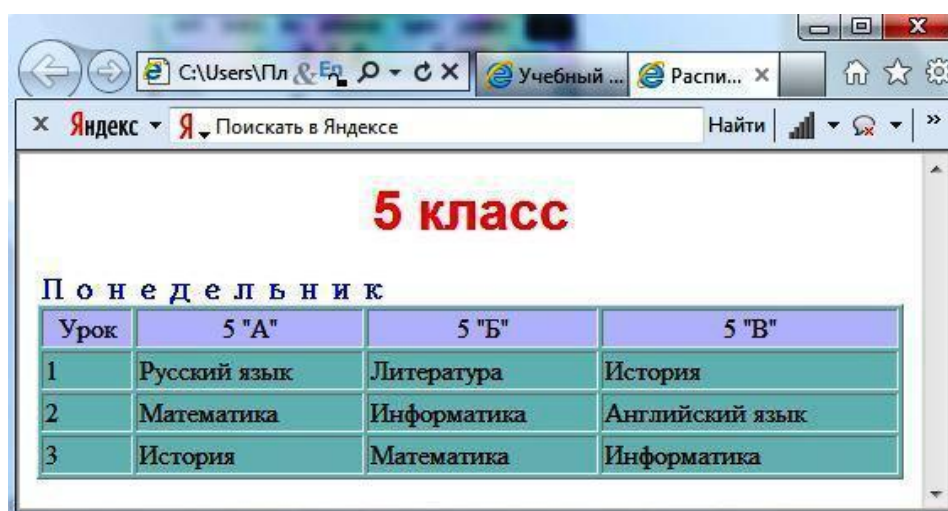 C:\Users\Пл
Учебный ...
Распи...
Яндекс
Поискать в Яндексе
Найти
5 класс
Понедельник
Урок 5 "А" 5 "Б" 5 "В"
1 Русский язык Литература История
2 Математика Информатика Английский язык
3 История Математика Информатика